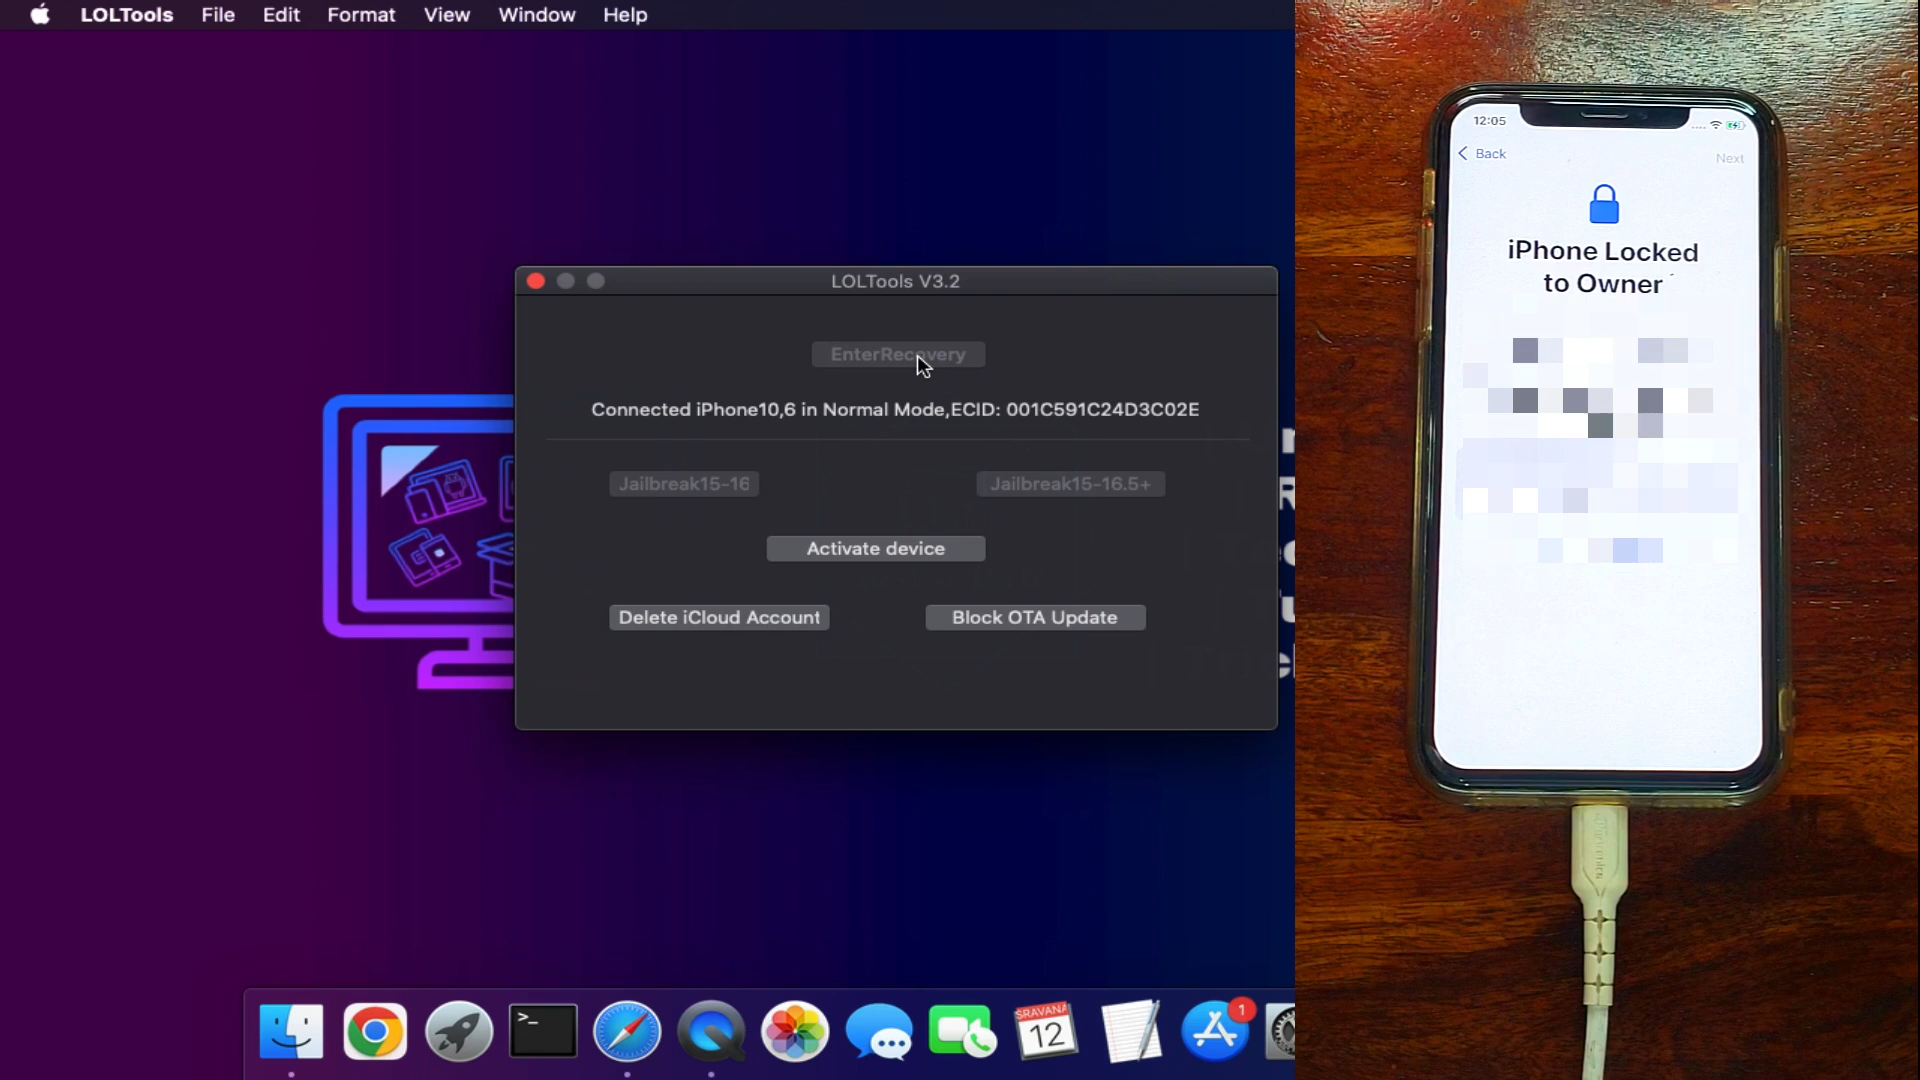 LOLTools File Edit Format View Window Help
LOLTools V3.2
EnterRecovery
Connected iPhone10,6 in Normal Mode,ECID: 001C591C24D3C02E
Jailbreak15-16
Jailbreak15-16.5+
Activate device
Delete iCloud Account
Block OTA Update
SRAVANA
12
1
12:05
Back
Next
iPhone Locked
to Owner